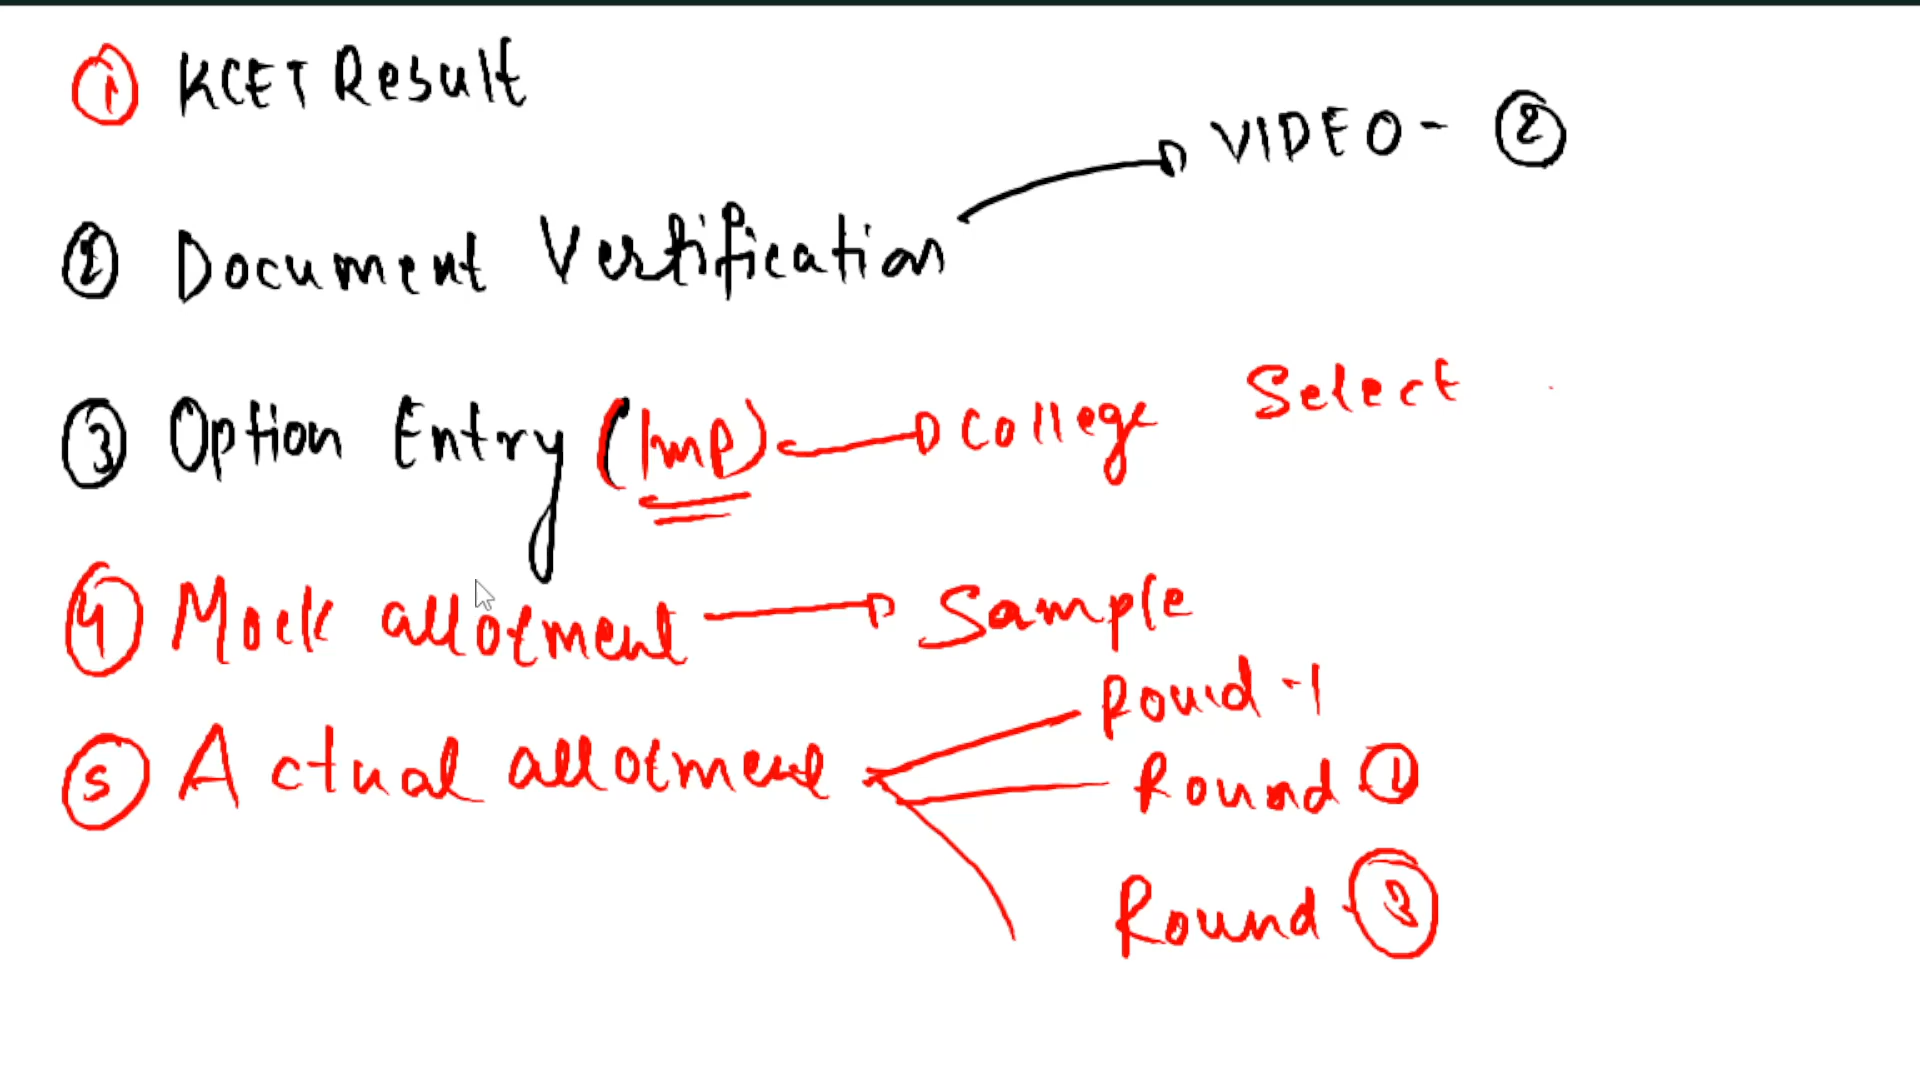 ① KCET Result
VIDEO - ②
② Document Vertification
③ Option Entry (Imp) College Select
④ Mock allotment Sample
Round -1
⑤ Actual allotment
Round ①
Round - ③